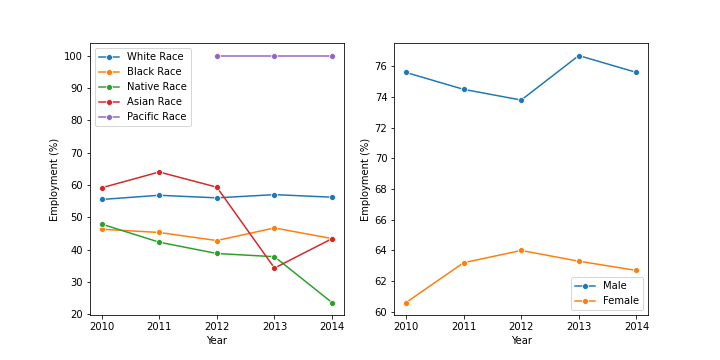 White Race
Black Race
Native Race
Asian Race
Pacific Race
100
90
80
70
60
50
40
30
20
Employment (%)
2010 2011 2012 2013 2014
Year
76
74
72
70
68
66
64
62
60
Employment (%)
Male
Female
2010 2011 2012 2013 2014
Year